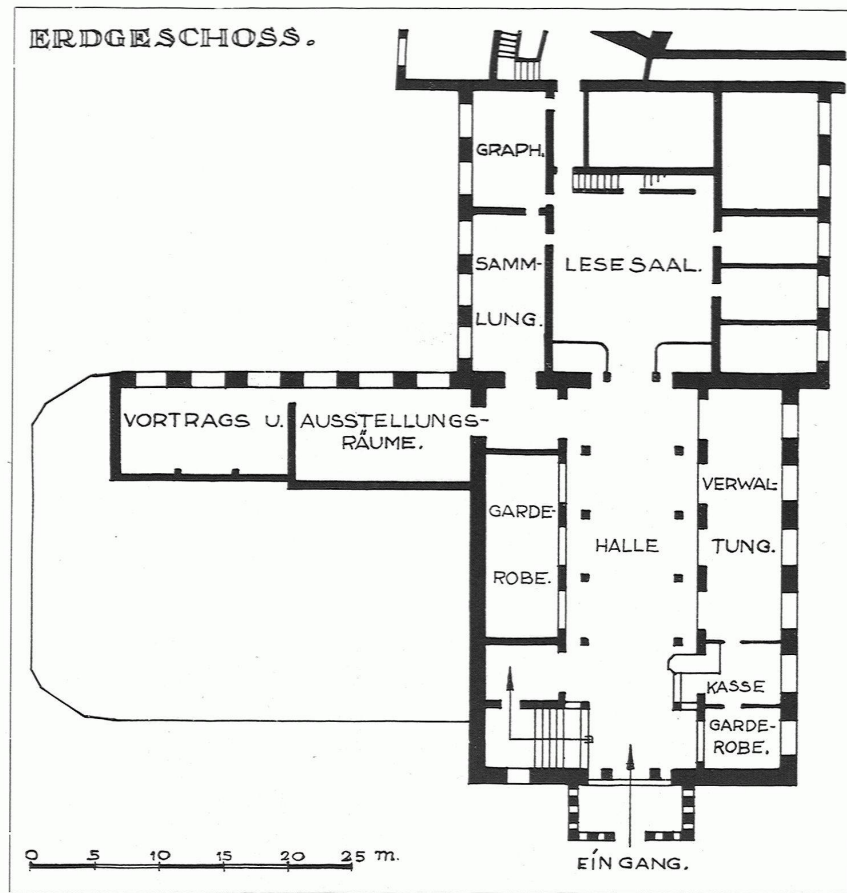 ERDGESCHOSS.
GRAPH.
SAMM-
LUNG.
LESESAAL.
VORTRAGS U. AUSSTELLUNGS-
RÄUME.
GARDE-
ROBE.
HALLE
VERWAL-
TUNG.
KASSE
GARDE-
ROBE.
EINGANG.
0 5 10 15 20 25 m.